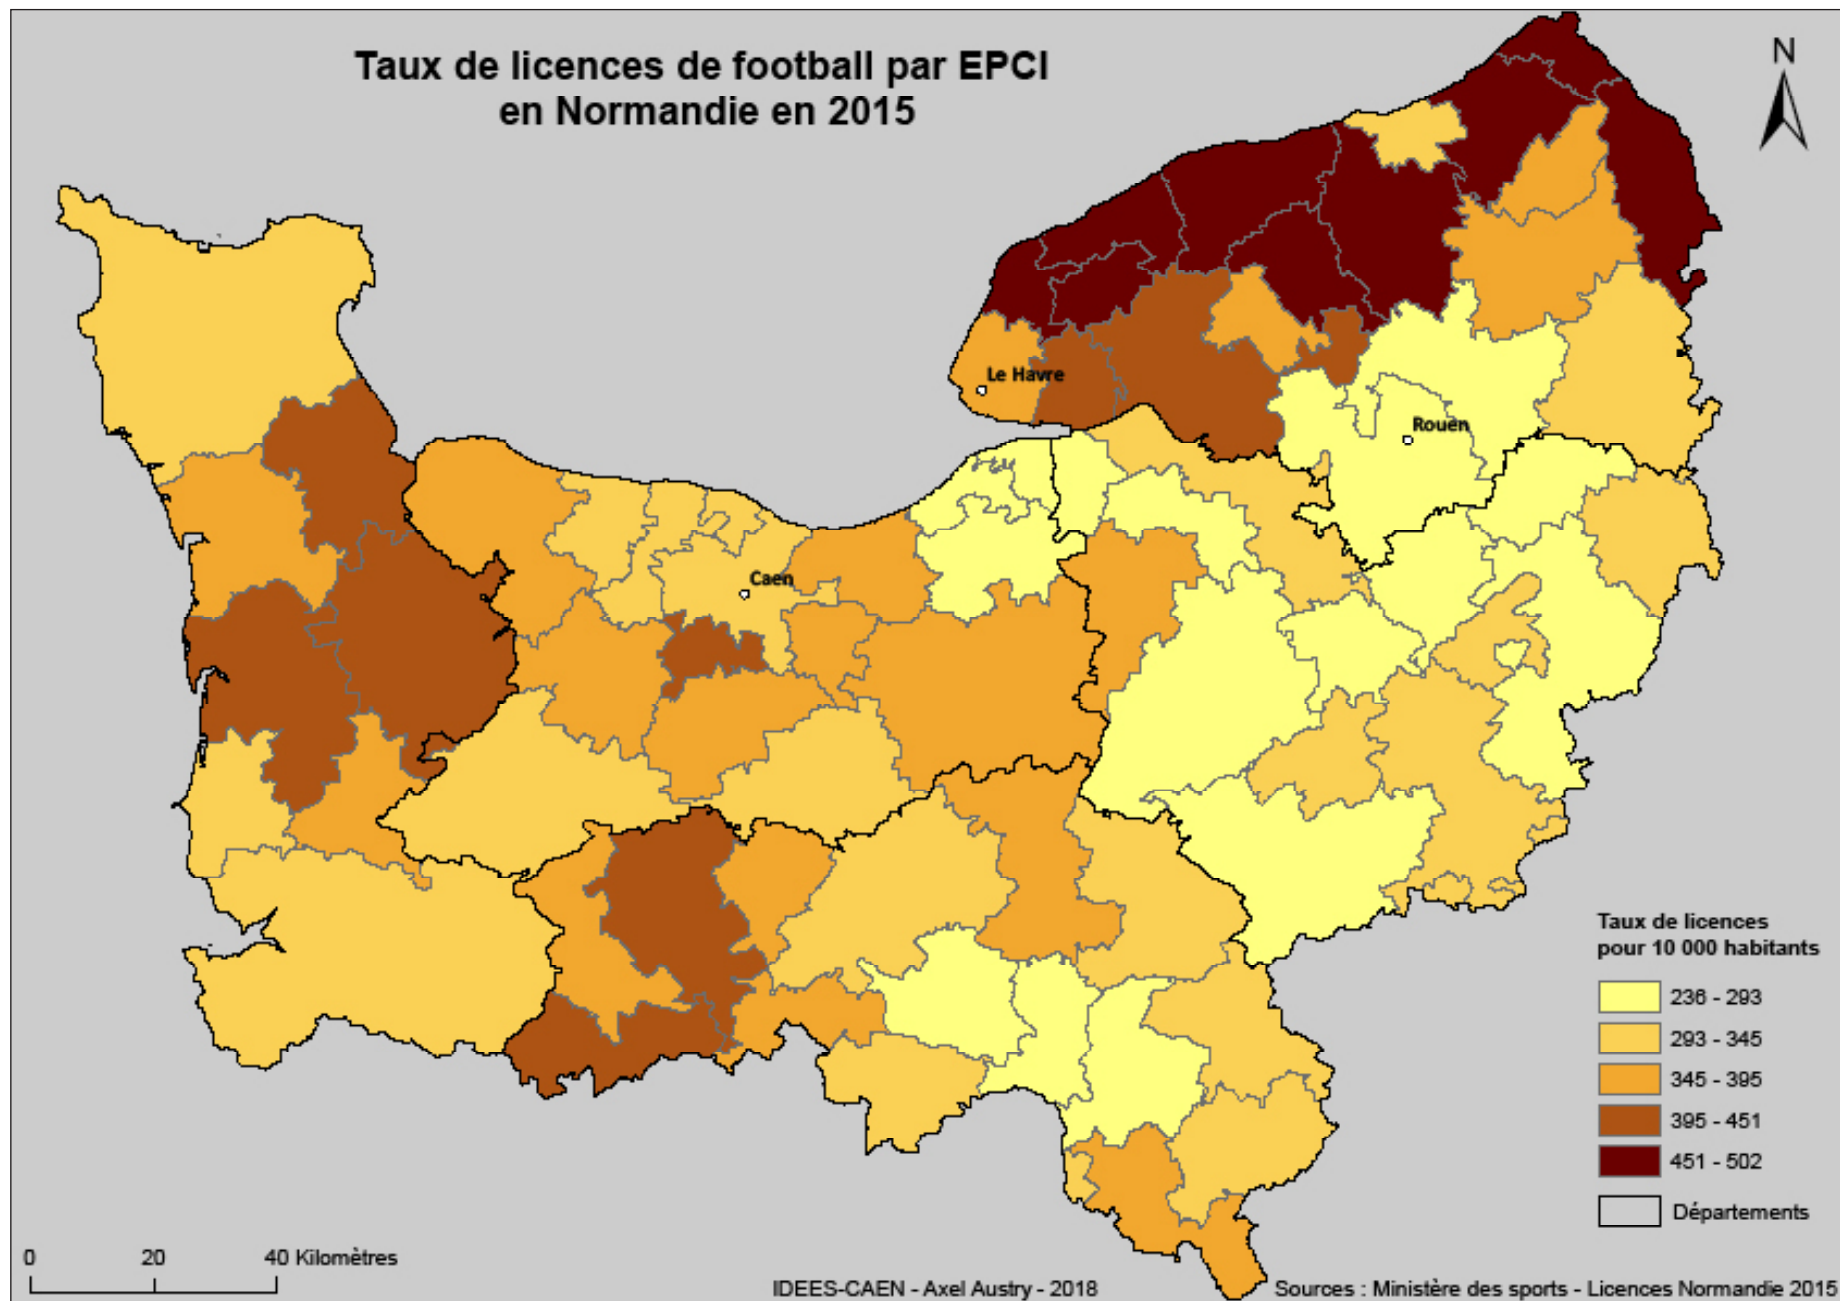 Taux de licences de football par EPCI
en Normandie en 2015
N
Le Havre
Rouen
Caen
Taux de licences
pour 10 000 habitants
236 - 293
293 - 345
345 - 395
395 - 451
451 - 502
Départements
0 20 40 Kilomètres
IDEES-CAEN - Axel Austry - 2018
Sources : Ministère des sports - Licences Normandie 2015